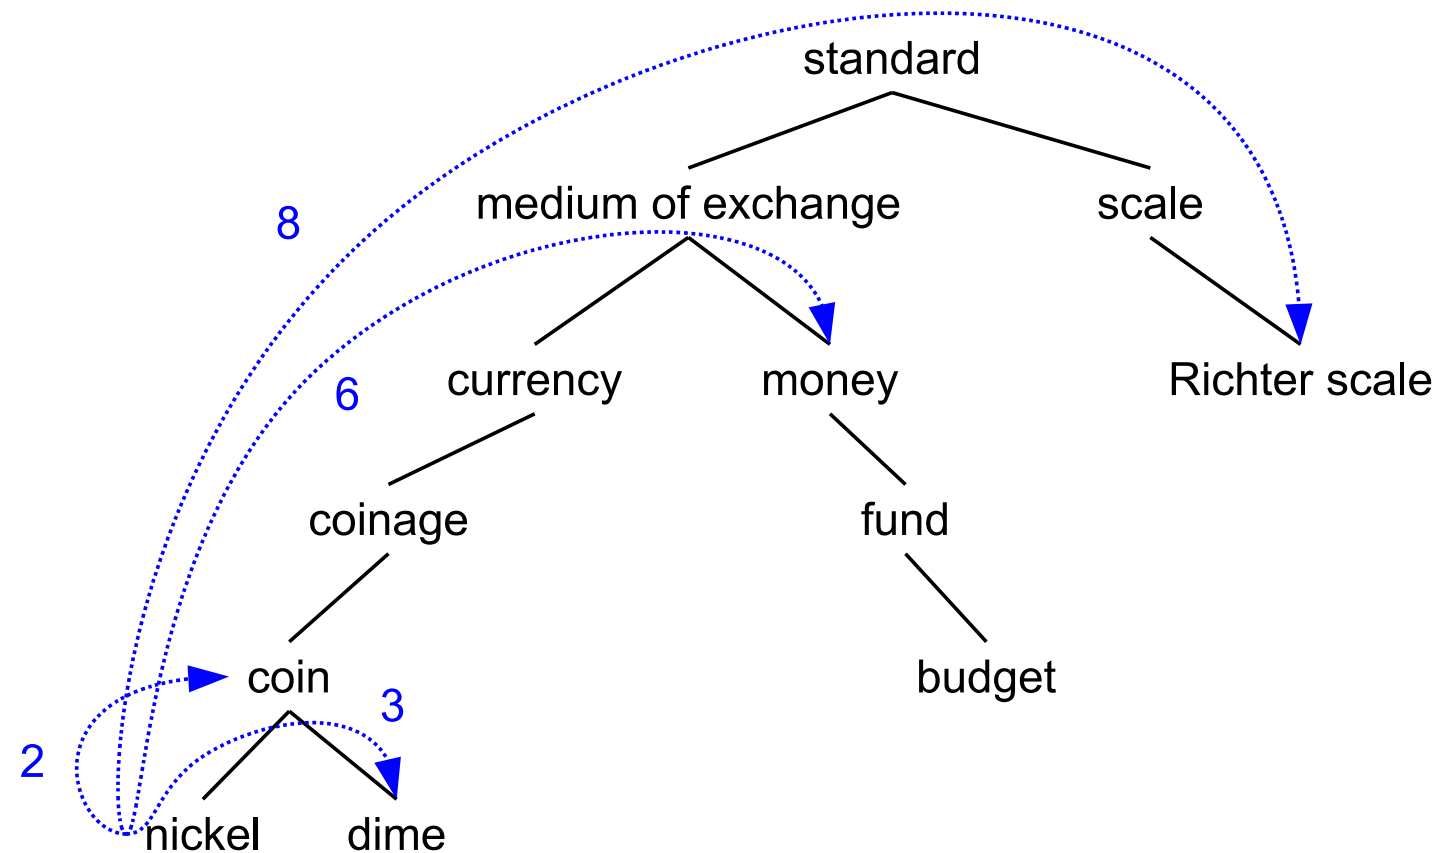 standard
8
medium of exchange
scale
6
currency
money
Richter scale
coinage
fund
coin
3
budget
2
nickel
dime